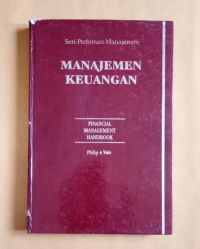 Seri Pedoman Manajemen
MANAJEMEN
KEUANGAN
FINANCIAL
MANAGEMENT
HANDBOOK
Philip A Vale